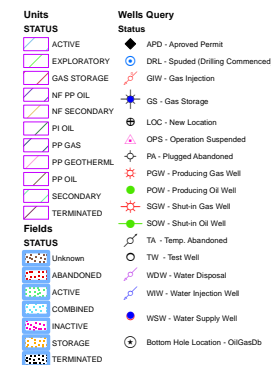 Units
STATUS
ACTIVE
EXPLORATORY
GAS STORAGE
NF PP OIL
NF SECONDARY
PI OIL
PP GAS
PP GEOTHERML
PP OIL
SECONDARY
TERMINATED
Fields
STATUS
Unknown
ABANDONED
ACTIVE
COMBINED
INACTIVE
STORAGE
TERMINATED
Wells Query
Status
APD - Aproved Permit
DRL - Spuded (Drilling Commenced
GIW - Gas Injection
GS - Gas Storage
LOC - New Location
OPS - Operation Suspended
PA - Plugged Abandoned
PGW - Producing Gas Well
POW - Producing Oil Well
SGW - Shut-in Gas Well
SOW - Shut-in Oil Well
TA - Temp. Abandoned
TW - Test Well
WDW - Water Disposal
WIW - Water Injection Well
WSW - Water Supply Well
Bottom Hole Location - OilGasDb